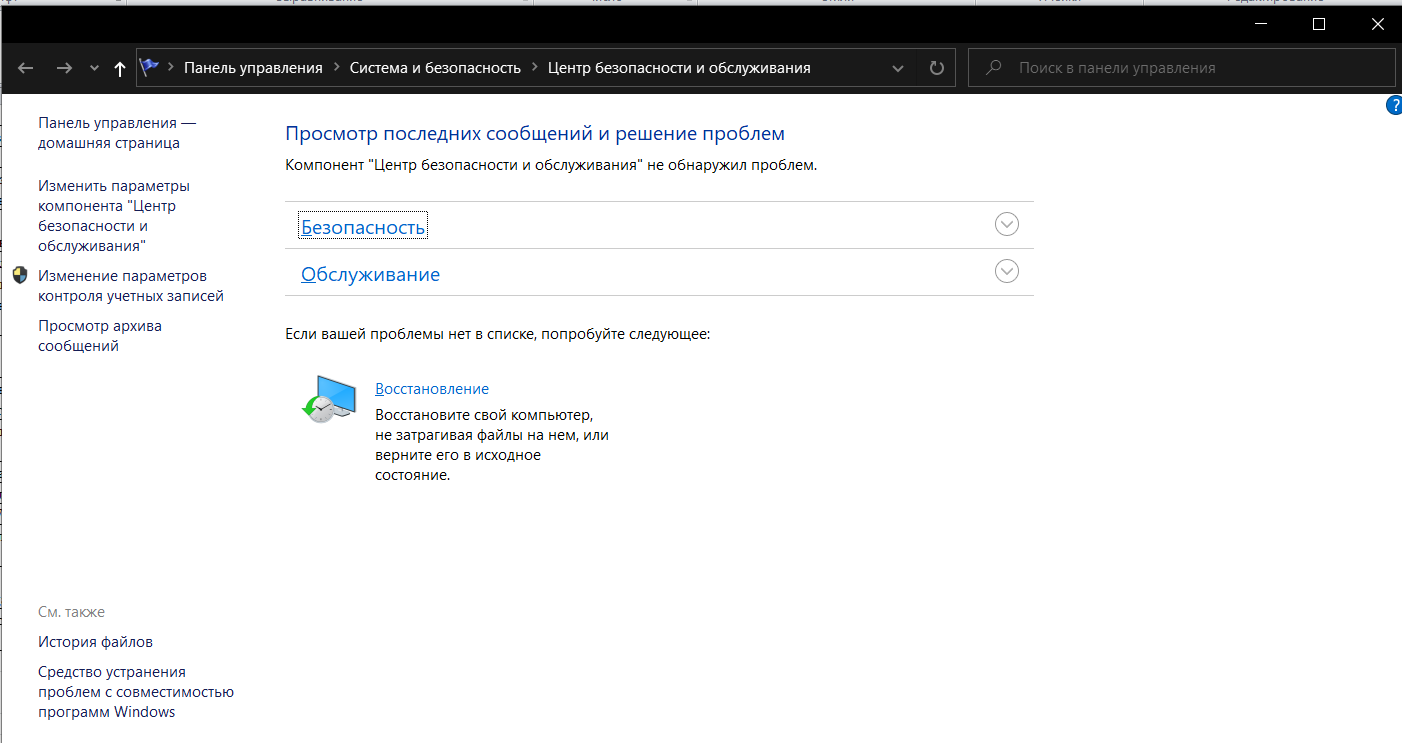 Панель управления
Система и безопасность
Центр безопасности и обслуживания
Поиск в панели управления
?
Панель управления —
домашняя страница
Изменить параметры
компонента "Центр
безопасности и
обслуживания"
Изменение параметров
контроля учетных записей
Просмотр архива
сообщений
Просмотр последних сообщений и решение проблем
Компонент "Центр безопасности и обслуживания" не обнаружил проблем.
Безопасность
Обслуживание
Если вашей проблемы нет в списке, попробуйте следующее:
Восстановление
Восстановите свой компьютер,
не затрагивая файлы на нем, или
верните его в исходное
состояние.
См. также
История файлов
Средство устранения
проблем с совместимостью
программ Windows